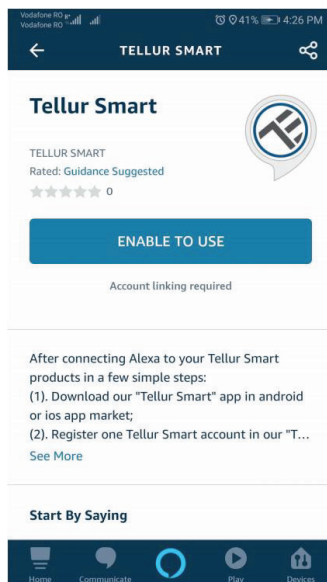 Vodafone RO
Vodafone RO
41% 4:26 PM
TELLUR SMART
Tellur Smart
TELLUR SMART
Rated: Guidance Suggested
0
ENABLE TO USE
Account linking required
After connecting Alexa to your Tellur Smart
products in a few simple steps:
(1). Download our "Tellur Smart" app in android
or ios app market;
(2). Register one Tellur Smart account in our "T...
See More
Start By Saying
Home Communicate Play Devices